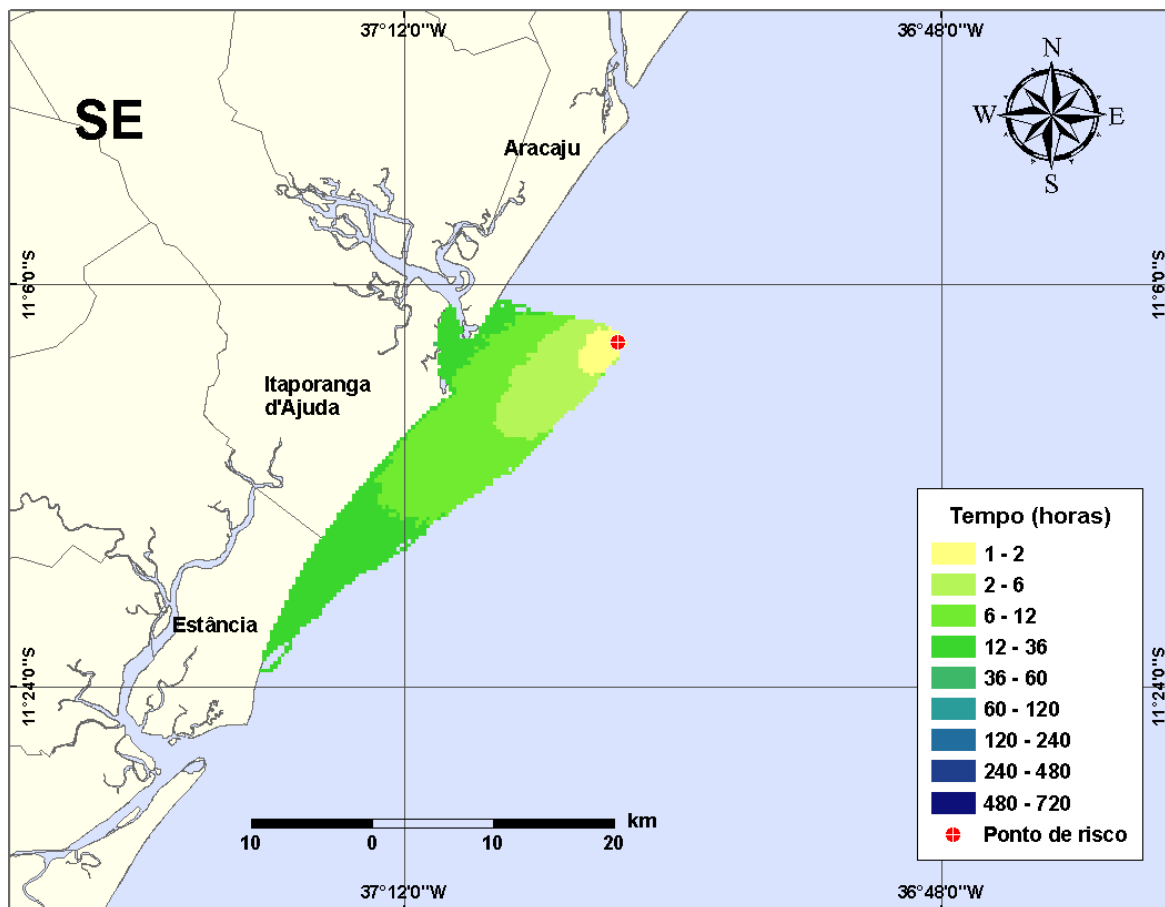 37°12'0"W
36°48'0"W
N
W
E
S
SE
Aracaju
11°6'0"S
11°6'0"S
Itaporanga
d'Ajuda
Estância
11°24'0"S
11°24'0"S
Tempo (horas)
1 - 2
2 - 6
6 - 12
12 - 36
36 - 60
60 - 120
120 - 240
240 - 480
480 - 720
Ponto de risco
km
10
0
10
20
37°12'0"W
36°48'0"W